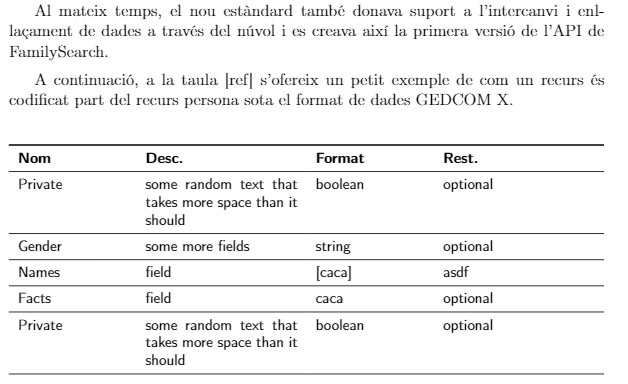 Al mateix temps, el nou estàndard també donava suport a l'intercanvi i enl-
laçament de dades a través del núvol i es creava així la primera versió de l'API de
FamilySearch.
A continuació, a la taula [ref] s'ofereix un petit exemple de com un recurs és
codificat part del recurs persona sota el format de dades GEDCOM X.
Nom Desc. Format Rest.
Private some random text that boolean optional
takes more space than it
should
Gender some more fields string optional
Names field [caca] asdf
Facts field caca optional
Private some random text that boolean optional
takes more space than it
should